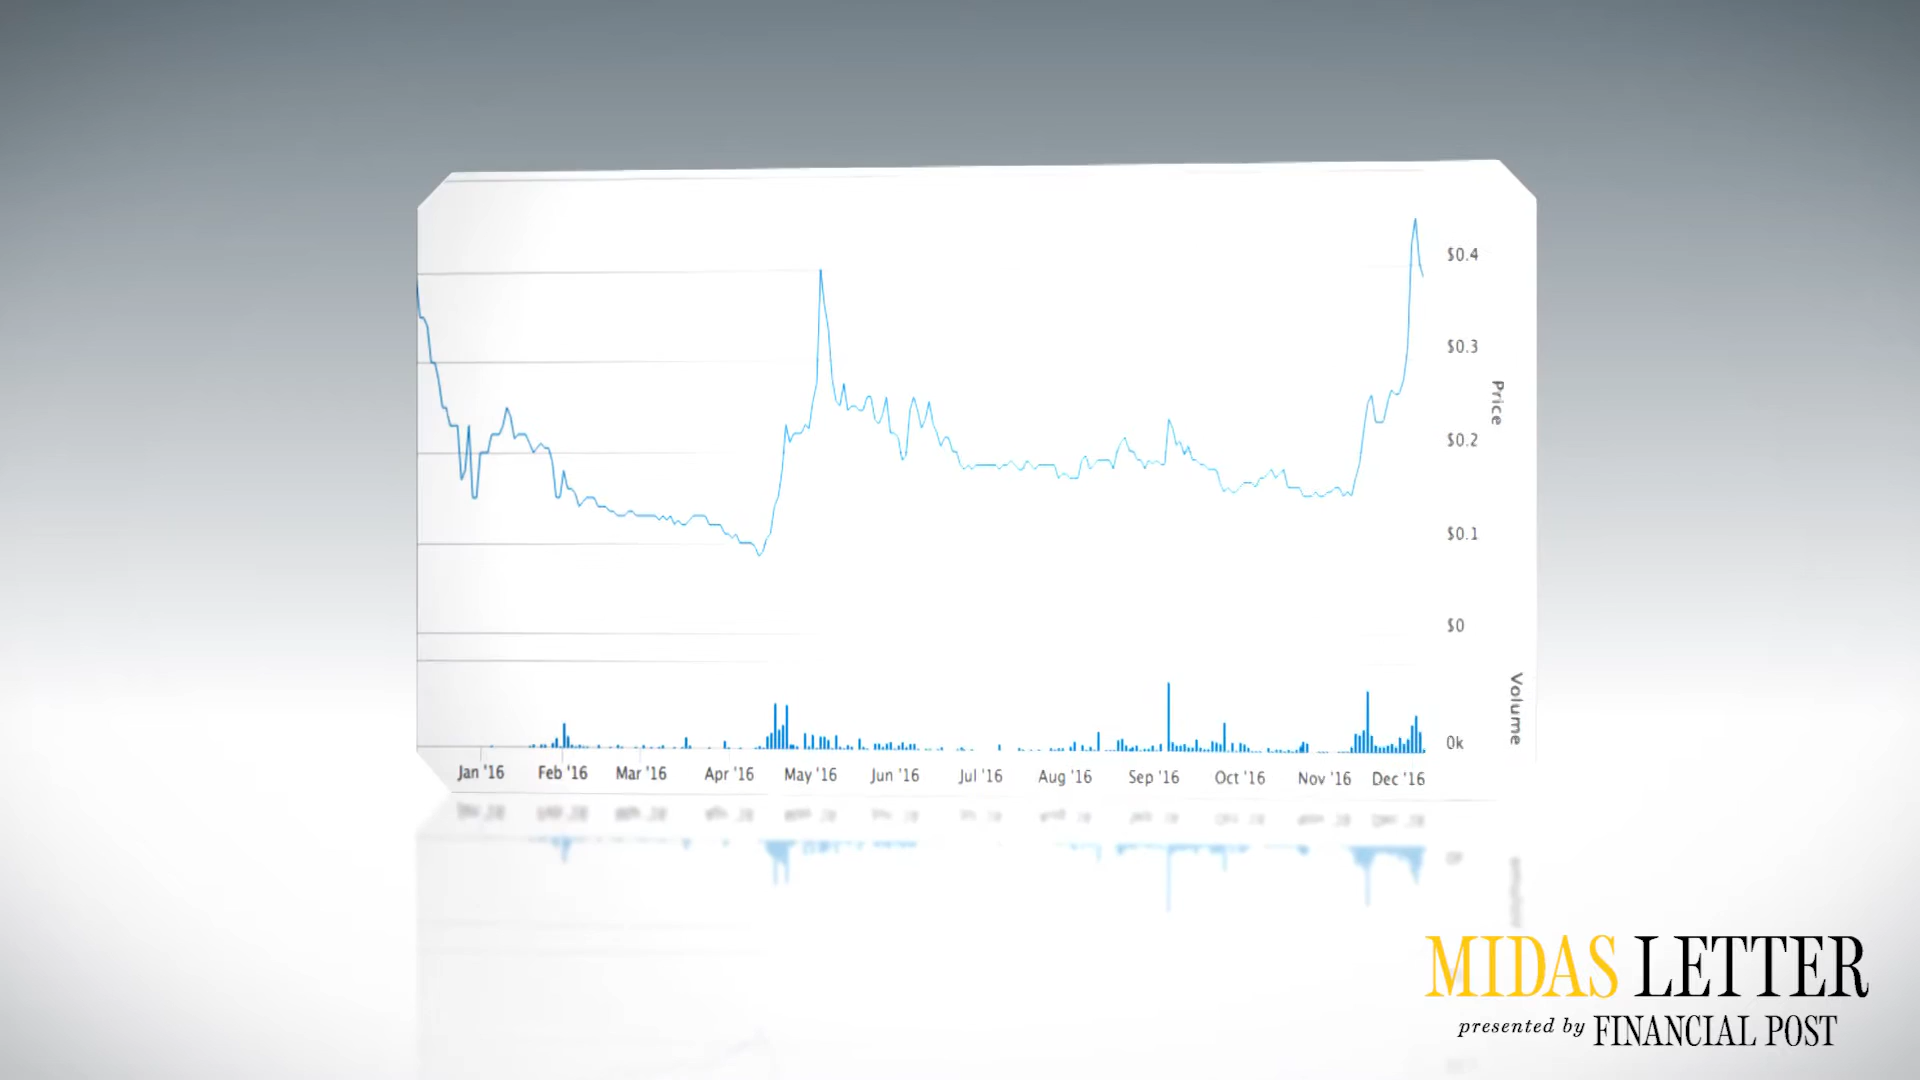 $0.4
$0.3
Price
$0.2
$0.1
$0
Volume
0k
Jan '16 Feb '16 Mar '16 Apr '16 May '16 Jun '16 Jul '16 Aug '16 Sep '16 Oct '16 Nov '16 Dec '16
MIDAS LETTER
presented by FINANCIAL POST